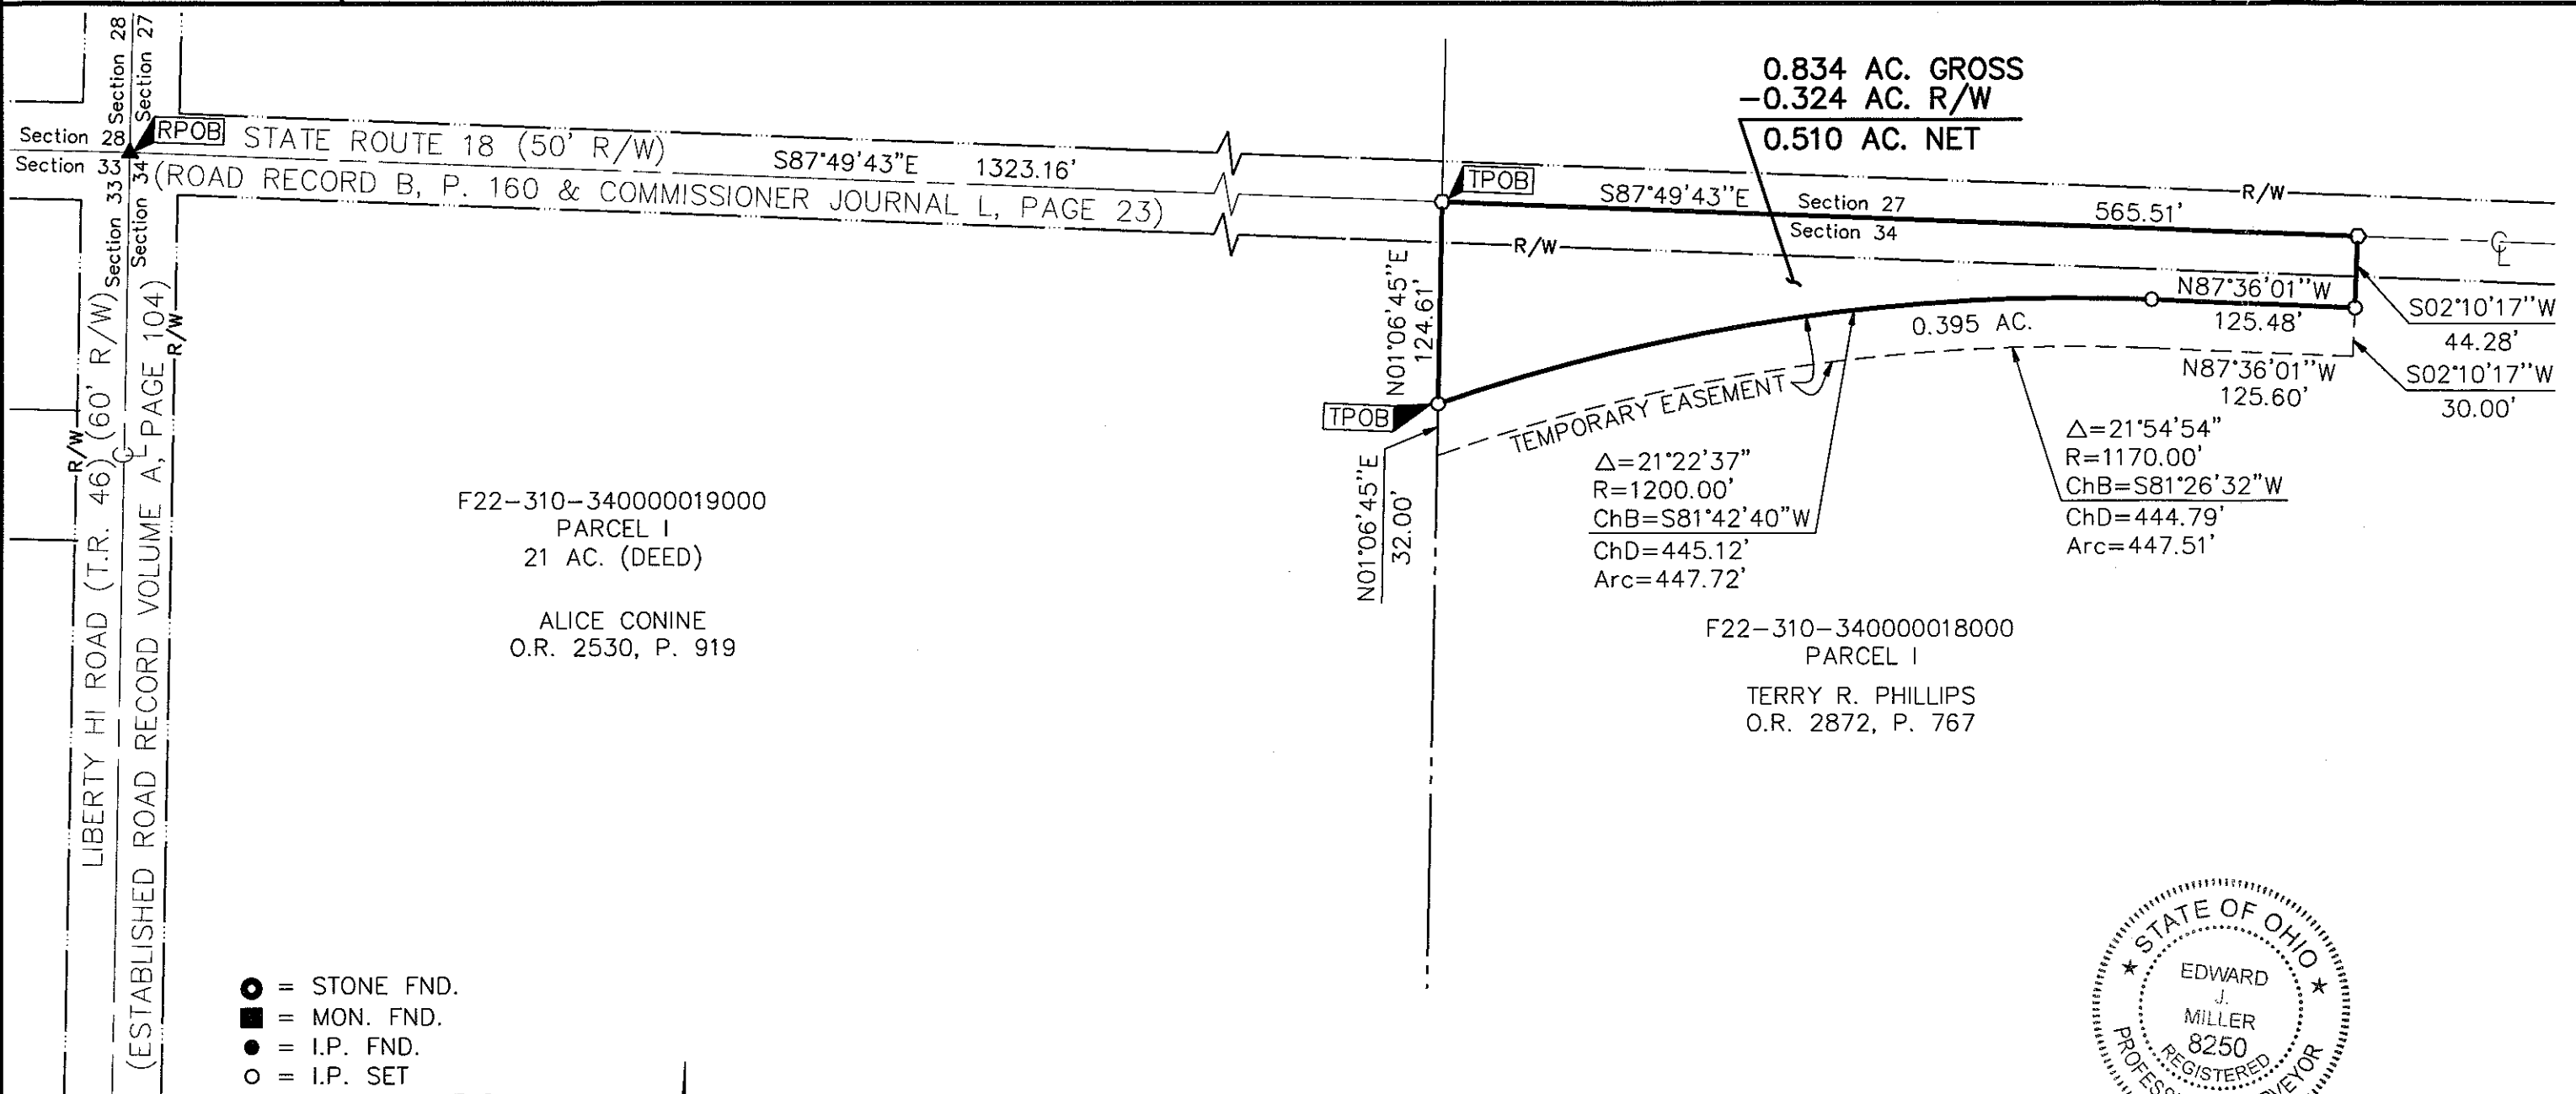 Section 28
Section 27
Section 28
Section 33
Section 33
Section 34
RPOB
STATE ROUTE 18 (50' R/W)
S87°49'43"E 1323.16'
(ROAD RECORD B, P. 160 & COMMISSIONER JOURNAL L, PAGE 23)
0.834 AC. GROSS
-0.324 AC. R/W
0.510 AC. NET
TPOB
S87°49'43"E
Section 27
Section 34
565.51'
R/W
R/W
CL
N01°06'45"E
124.61'
N87°36'01"W
125.48'
S02°10'17"W
44.28'
0.395 AC.
N87°36'01"W
125.60'
S02°10'17"W
30.00'
TPOB
TEMPORARY EASEMENT
N01°06'45"E
32.00'
Δ=21°22'37"
R=1200.00'
ChB=S81°42'40"W
ChD=445.12'
Arc=447.72'
Δ=21°54'54"
R=1170.00'
ChB=S81°26'32"W
ChD=444.79'
Arc=447.51'
R/W
R/W
CL
LIBERTY HI ROAD (T.R. 46) (60' R/W)
(ESTABLISHED ROAD RECORD VOLUME A, PAGE 104)
F22-310-340000019000
PARCEL I
21 AC. (DEED)
ALICE CONINE
O.R. 2530, P. 919
F22-310-340000018000
PARCEL I
TERRY R. PHILLIPS
O.R. 2872, P. 767
= STONE FND.
= MON. FND.
= I.P. FND.
= I.P. SET
STATE OF OHIO
EDWARD
J.
MILLER
8250
REGISTERED